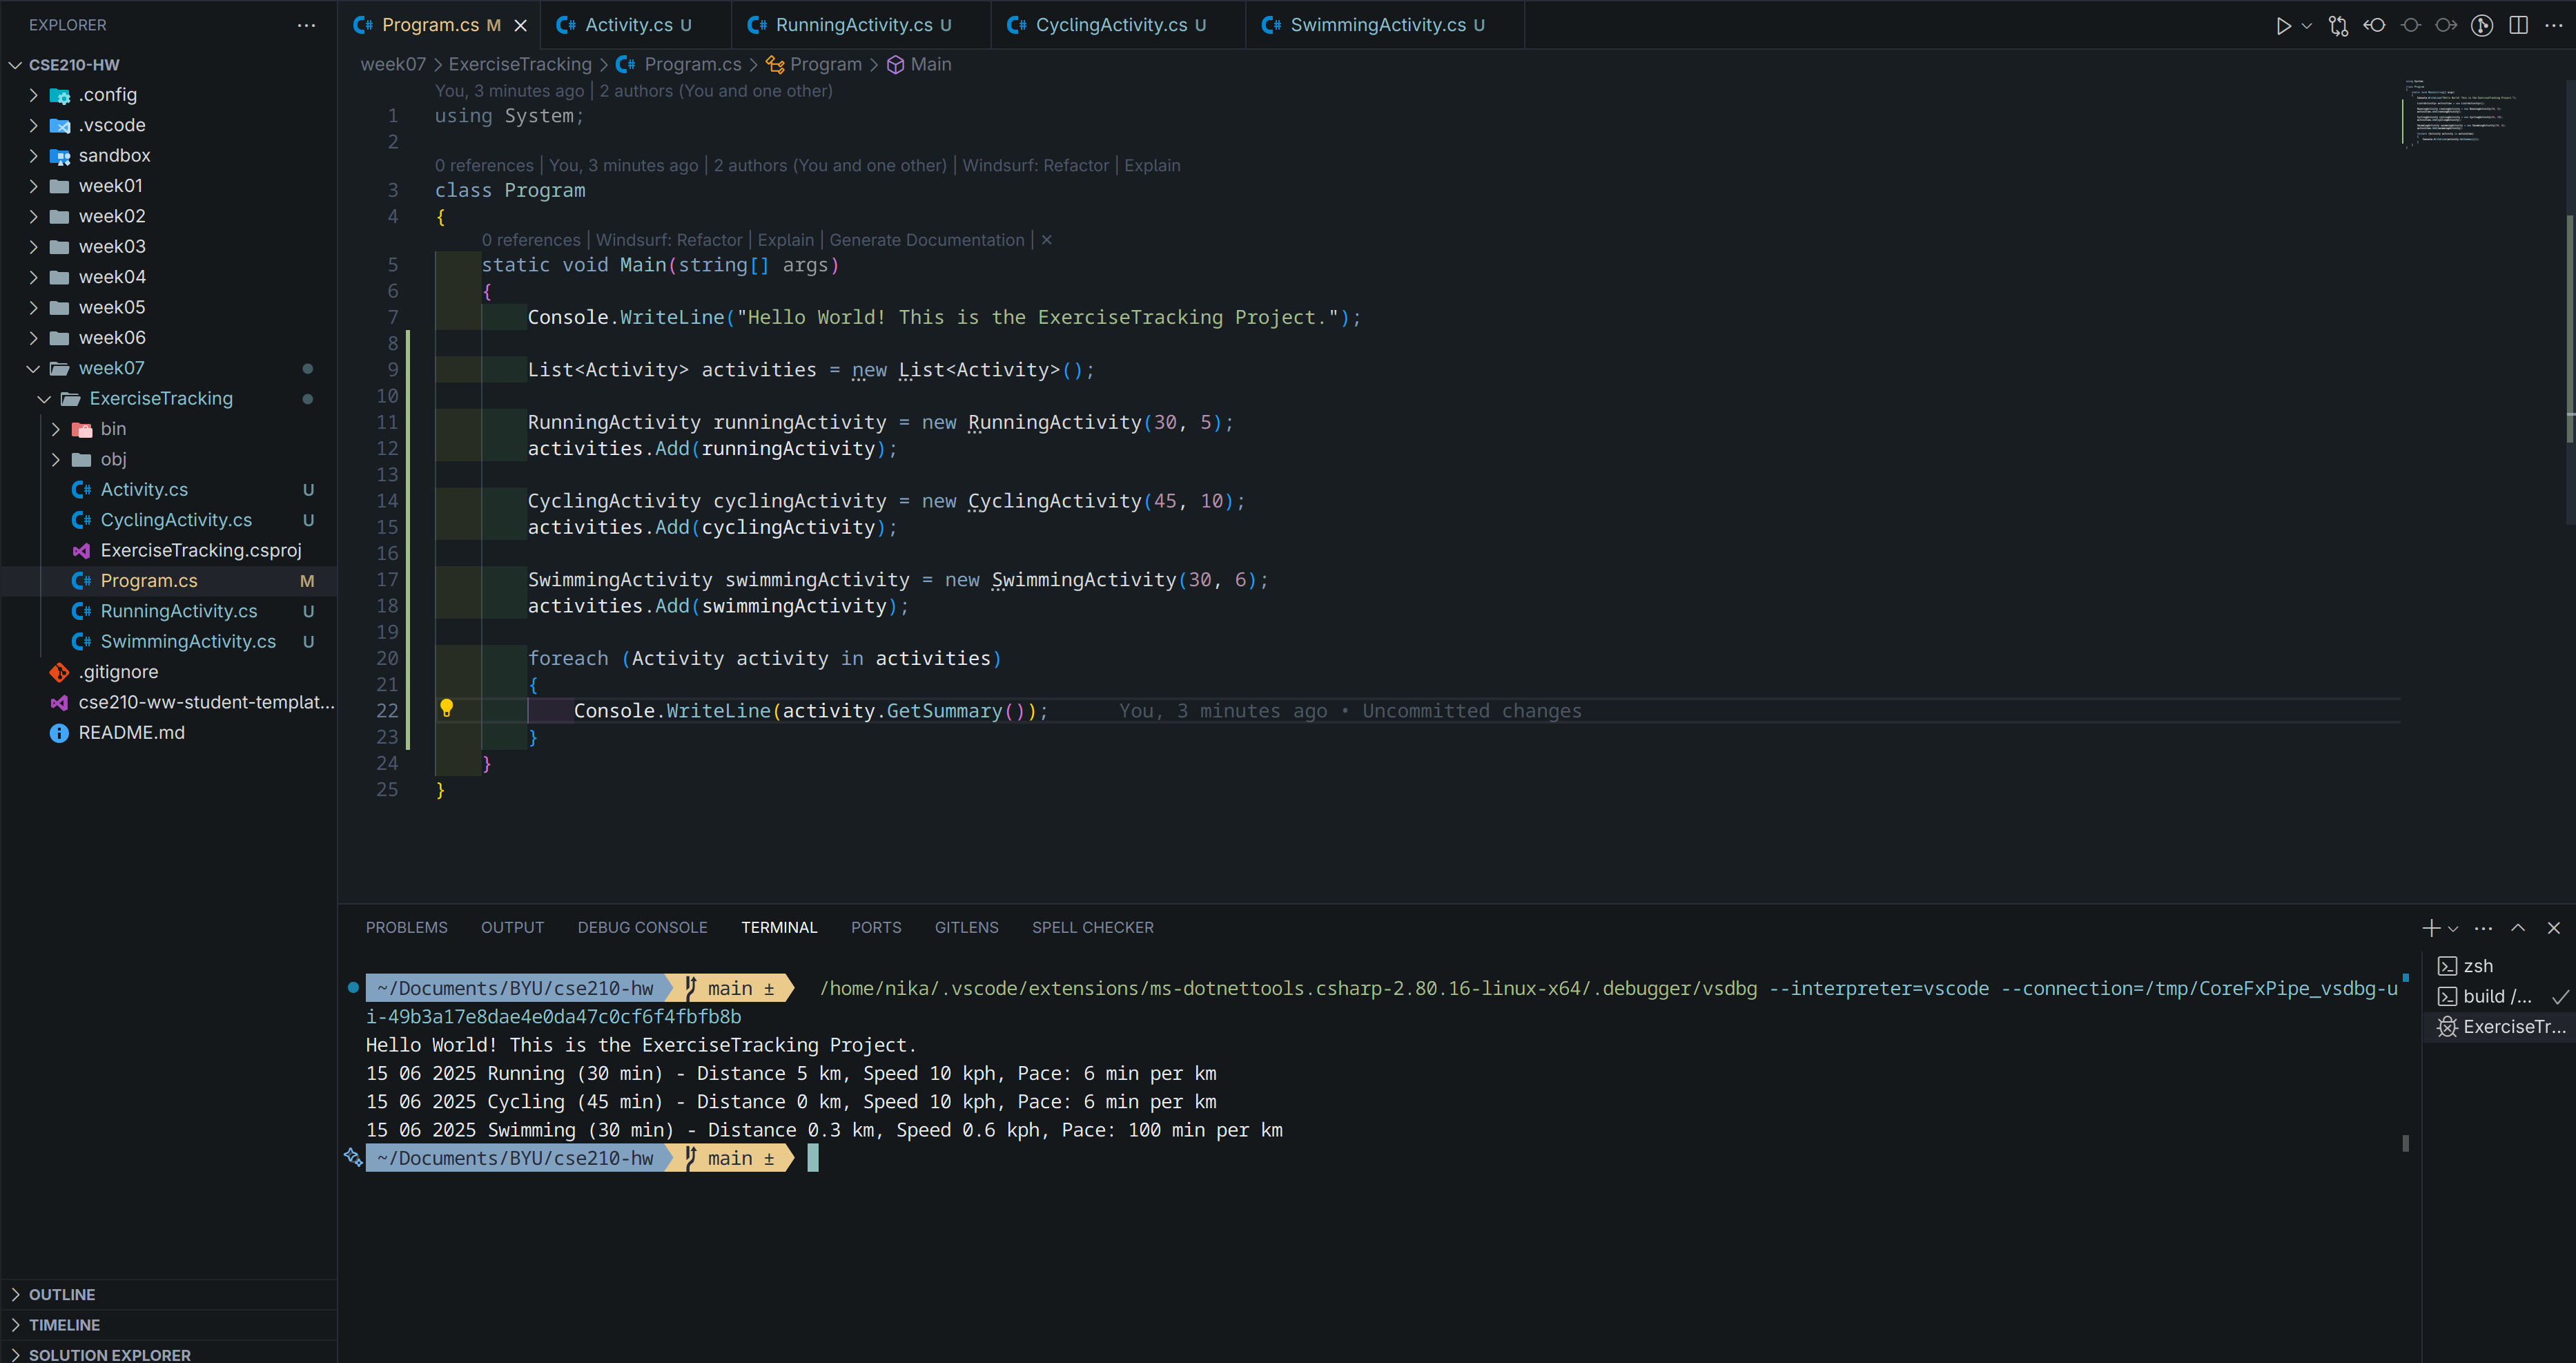 EXPLORER
CSE210-HW
.config
.vscode
sandbox
week01
week02
week03
week04
week05
week06
week07
ExerciseTracking
bin
obj
Activity.cs U
CyclingActivity.cs U
ExerciseTracking.csproj
Program.cs M
RunningActivity.cs U
SwimmingActivity.cs U
.gitignore
cse210-ww-student-templat...
README.md
OUTLINE
TIMELINE
SOLUTION EXPLORER
Program.cs M
Activity.cs U
RunningActivity.cs U
CyclingActivity.cs U
SwimmingActivity.cs U
week07 > ExerciseTracking > Program.cs > Program > Main
You, 3 minutes ago | 2 authors (You and one other)
1 using System;
2
0 references | You, 3 minutes ago | 2 authors (You and one other) | Windsurf: Refactor | Explain
3 class Program
4 {
0 references | Windsurf: Refactor | Explain | Generate Documentation | ×
5 static void Main(string[] args)
6 {
7 Console.WriteLine("Hello World! This is the ExerciseTracking Project.");
8
9 List<Activity> activities = new List<Activity>();
10
11 RunningActivity runningActivity = new RunningActivity(30, 5);
12 activities.Add(runningActivity);
13
14 CyclingActivity cyclingActivity = new CyclingActivity(45, 10);
15 activities.Add(cyclingActivity);
16
17 SwimmingActivity swimmingActivity = new SwimmingActivity(30, 6);
18 activities.Add(swimmingActivity);
19
20 foreach (Activity activity in activities)
21 {
22 Console.WriteLine(activity.GetSummary()); You, 3 minutes ago • Uncommitted changes
23 }
24 }
25 }
PROBLEMS OUTPUT DEBUG CONSOLE TERMINAL PORTS GITLENS SPELL CHECKER
~/Documents/BYU/cse210-hw main ± /home/nika/.vscode/extensions/ms-dotnettools.csharp-2.80.16-linux-x64/.debugger/vsdbg --interpreter=vscode --connection=/tmp/CoreFxPipe_vsdbg-u
i-49b3a17e8dae4e0da47c0cf6f4fbfb8b
Hello World! This is the ExerciseTracking Project.
15 06 2025 Running (30 min) - Distance 5 km, Speed 10 kph, Pace: 6 min per km
15 06 2025 Cycling (45 min) - Distance 0 km, Speed 10 kph, Pace: 6 min per km
15 06 2025 Swimming (30 min) - Distance 0.3 km, Speed 0.6 kph, Pace: 100 min per km
~/Documents/BYU/cse210-hw main ±
zsh
build /...
ExerciseTr...